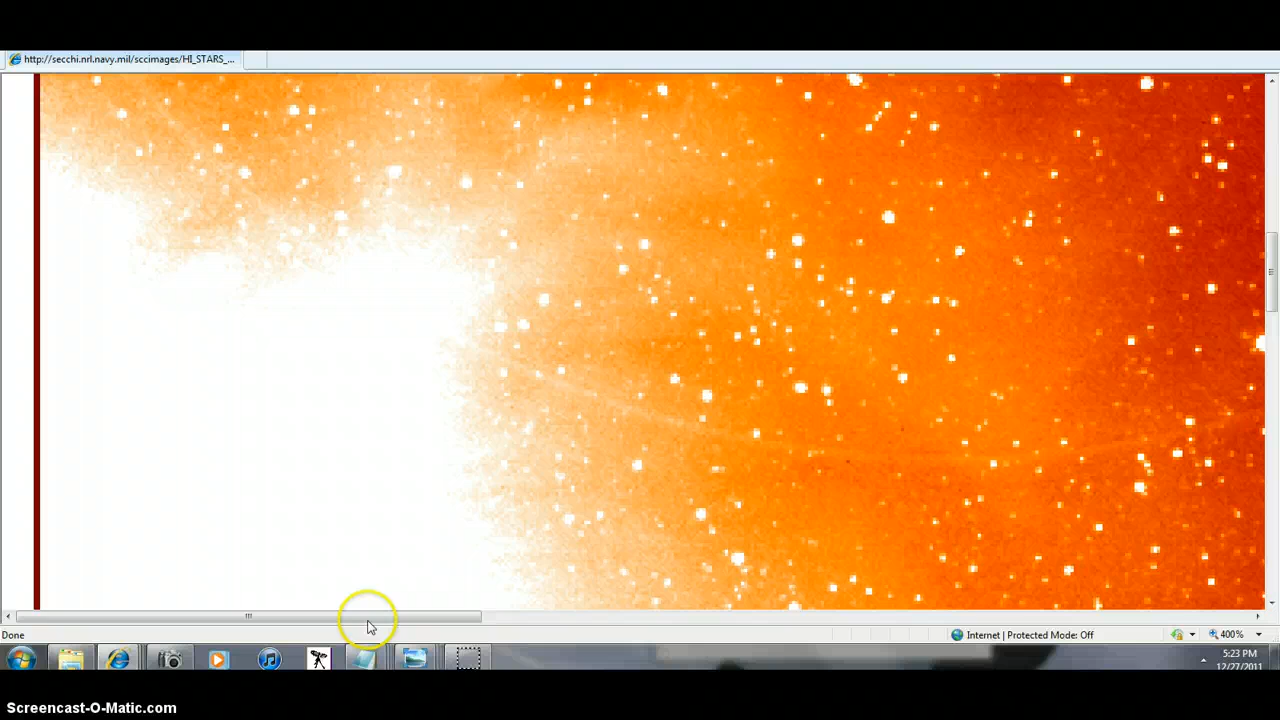 http://secchi.nrl.navy.mil/sccimages/HI_STARS_...
Done
Internet | Protected Mode: Off
400%
5:23 PM
12/27/2011
Screencast-O-Matic.com